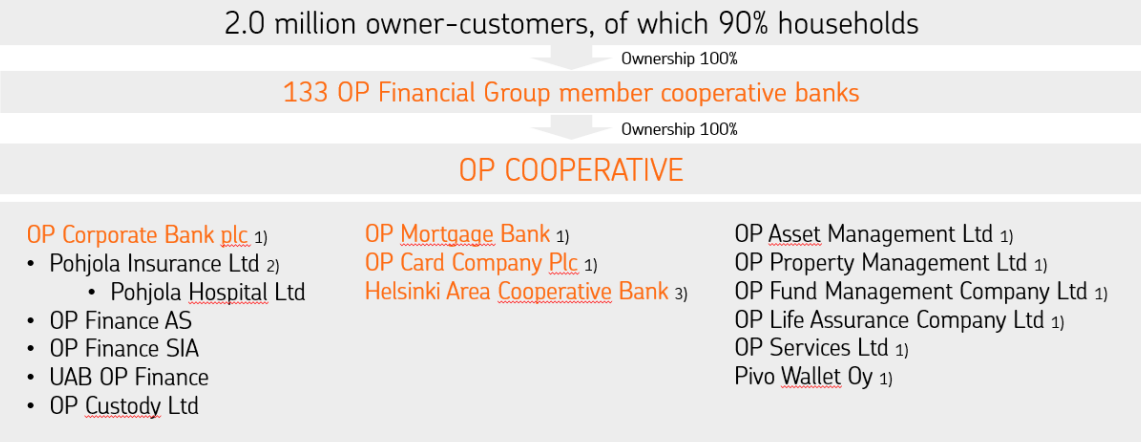 2.0 million owner-customers, of which 90% households
Ownership 100%
133 OP Financial Group member cooperative banks
Ownership 100%
OP COOPERATIVE
OP Corporate Bank plc 1)
• Pohjola Insurance Ltd 2)
• Pohjola Hospital Ltd
• OP Finance AS
• OP Finance SIA
• UAB OP Finance
• OP Custody Ltd
OP Mortgage Bank 1)
OP Card Company Plc 1)
Helsinki Area Cooperative Bank 3)
OP Asset Management Ltd 1)
OP Property Management Ltd 1)
OP Fund Management Company Ltd 1)
OP Life Assurance Company Ltd 1)
OP Services Ltd 1)
Pivo Wallet Oy 1)